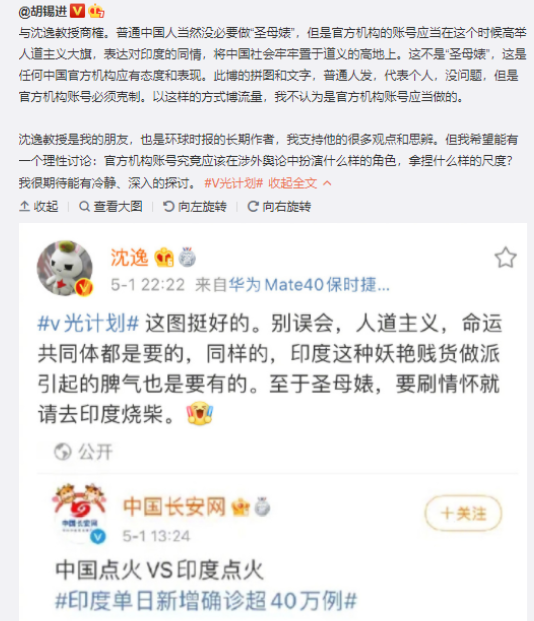 @胡锡进
与沈逸教授商榷。普通中国人当然没必要做“圣母婊”，但是官方机构的账号应当在这个时候高举
人道主义大旗，表达对印度的同情，将中国社会牢牢置于道义的高地上。这不是“圣母婊”，这是
任何中国官方机构应有态度和表现。此博的拼图和文字，普通人发，代表个人，没问题，但是
官方机构账号必须克制。以这样的方式博流量，我不认为是官方机构账号应当做的。
沈逸教授是我的朋友，也是环球时报的长期作者，我支持他的很多观点和思辨。但我希望能有
一个理性讨论：官方机构账号究竟应该在涉外舆论中扮演什么样的角色，拿捏什么样的尺度？
我很期待能有冷静、深入的探讨。 #V光计划# 收起全文
收起 查看大图 向左旋转 向右旋转
沈逸
5-1 22:22 来自华为Mate40保时捷...
#v光计划# 这图挺好的。别误会，人道主义，命运
共同体都是要的，同样的，印度这种妖艳贱货做派
引起的脾气也是要有的。至于圣母婊，要刷情怀就
请去印度烧柴。
公开
中国长安网
中国长安网
+关注
5-1 13:24
中国点火VS印度点火
#印度单日新增确诊超40万例#